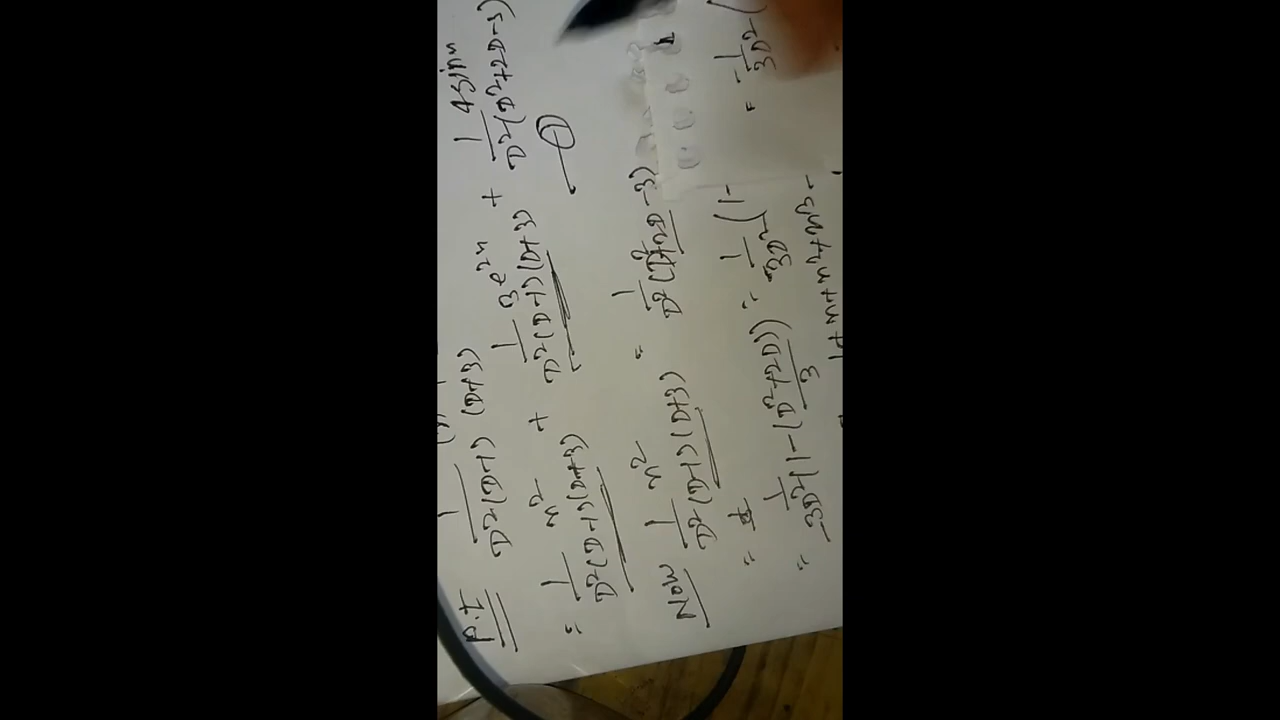 P.I 1/D²(D-1)(D+3)
= 1/D²(D-1)(D+3) x² + 1/D²(D-1)(D+3) 3e^2x + 1/D²(D²+2D-3) 4sinx
— ①
Now 1/D²(D-1)(D+3) x² = 1/D²(D²+2D-3)
=
= 1/-3D²(1-(D²+2D)/3) = 1/-3D² (1- = -1/3D² (
1+x+x²+x³-